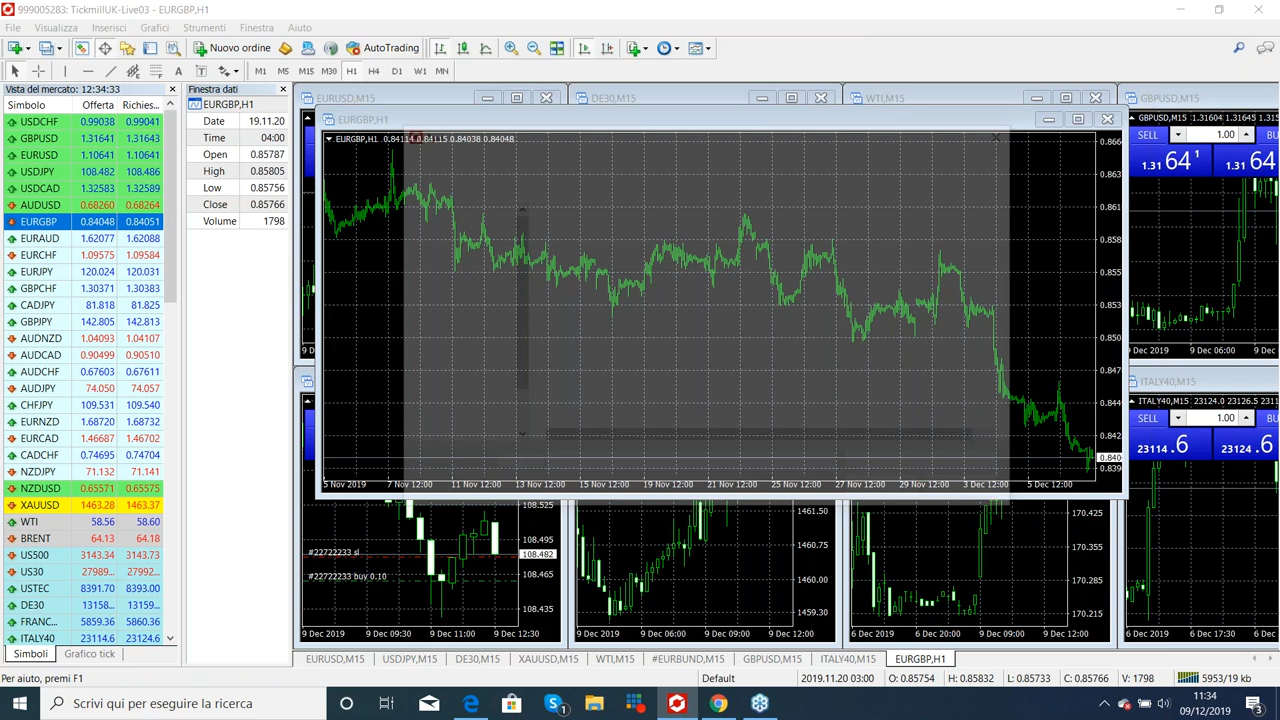 999005283: TickmillUK-Live03 - EURGBP,H1
File Visualizza Inserisci Grafici Strumenti Finestra Aiuto
Nuovo ordine AutoTrading
A T M1 M5 M15 M30 H1 H4 D1 W1 MN
Vista del mercato: 12:34:33
Simbolo Offerta Richies...
USDCHF 0.99038 0.99041
GBPUSD 1.31641 1.31643
EURUSD 1.10641 1.10641
USDJPY 108.482 108.486
USDCAD 1.32583 1.32589
AUDUSD 0.68260 0.68264
EURGBP 0.84048 0.84051
EURAUD 1.62077 1.62088
EURCHF 1.09575 1.09584
EURJPY 120.024 120.031
GBPCHF 1.30371 1.30383
CADJPY 81.818 81.825
GBPJPY 142.805 142.813
AUDNZD 1.04093 1.04107
AUDCAD 0.90499 0.90510
AUDCHF 0.67603 0.67611
AUDJPY 74.050 74.057
CHFJPY 109.531 109.540
EURNZD 1.68720 1.68732
EURCAD 1.46687 1.46702
CADCHF 0.74695 0.74704
NZDJPY 71.132 71.141
NZDUSD 0.65571 0.65575
XAUUSD 1463.28 1463.37
WTI 58.56 58.60
BRENT 64.13 64.18
US500 3143.34 3143.73
US30 27989... 27992...
USTEC 8391.70 8393.00
DE30 13158... 13159...
FRANC... 5859.36 5860.36
ITALY40 23114.6 23124.6
Simboli Grafico tick
Finestra dati
EURGBP,H1
Date 19.11.20
Time 04:00
Open 0.85787
High 0.85805
Low 0.85756
Close 0.85766
Volume 1798
EURUSD,M15 DE30,M15 WTI,M15 GBPUSD,M15
EURGBP,H1
EURGBP,H1 0.84114 0.84115 0.84038 0.84048
0.866
0.863
0.861
0.858
0.855
0.853
0.850
0.847
0.844
0.842
0.840
0.839
5 Nov 2019 7 Nov 12:00 11 Nov 12:00 13 Nov 12:00 15 Nov 12:00 19 Nov 12:00 21 Nov 12:00 25 Nov 12:00 27 Nov 12:00 29 Nov 12:00 3 Dec 12:00 5 Dec 12:00
GBPUSD,M15 1.31604 1.31645
SELL 1.00
1.31 64 1 1.31 64
9 Dec 2019 9 Dec 06:00
ITALY40,M15
ITALY40,M15 23124.0 23126.5
SELL 1.00
23114 .6 23124 .6
#22722233 sl
#22722233 buy 0.10
108.525
108.495
108.482
108.465
108.435
9 Dec 2019 9 Dec 09:30 9 Dec 11:00 9 Dec 12:30
1461.50
1460.75
1460.00
1459.30
9 Dec 2019 9 Dec 06:00 9 Dec 09:00 9 Dec 12:00
170.425
170.355
170.285
170.215
6 Dec 2019 6 Dec 20:00 9 Dec 09:00 9 Dec 12:00
6 Dec 2019 6 Dec 17:30
EURUSD,M15 USDJPY,M15 DE30,M15 XAUUSD,M15 WTI,M15 #EURBUND,M15 GBPUSD,M15 ITALY40,M15 EURGBP,H1
Per aiuto, premi F1 Default 2019.11.20 03:00 O: 0.85754 H: 0.85832 L: 0.85733 C: 0.85766 V: 1798 5953/19 kb
Scrivi qui per eseguire la ricerca
11:34
09/12/2019